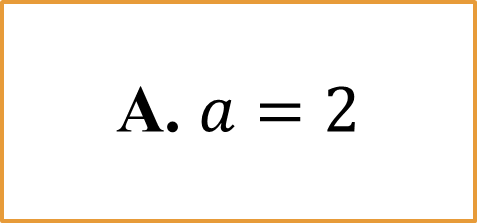 A. a = 2